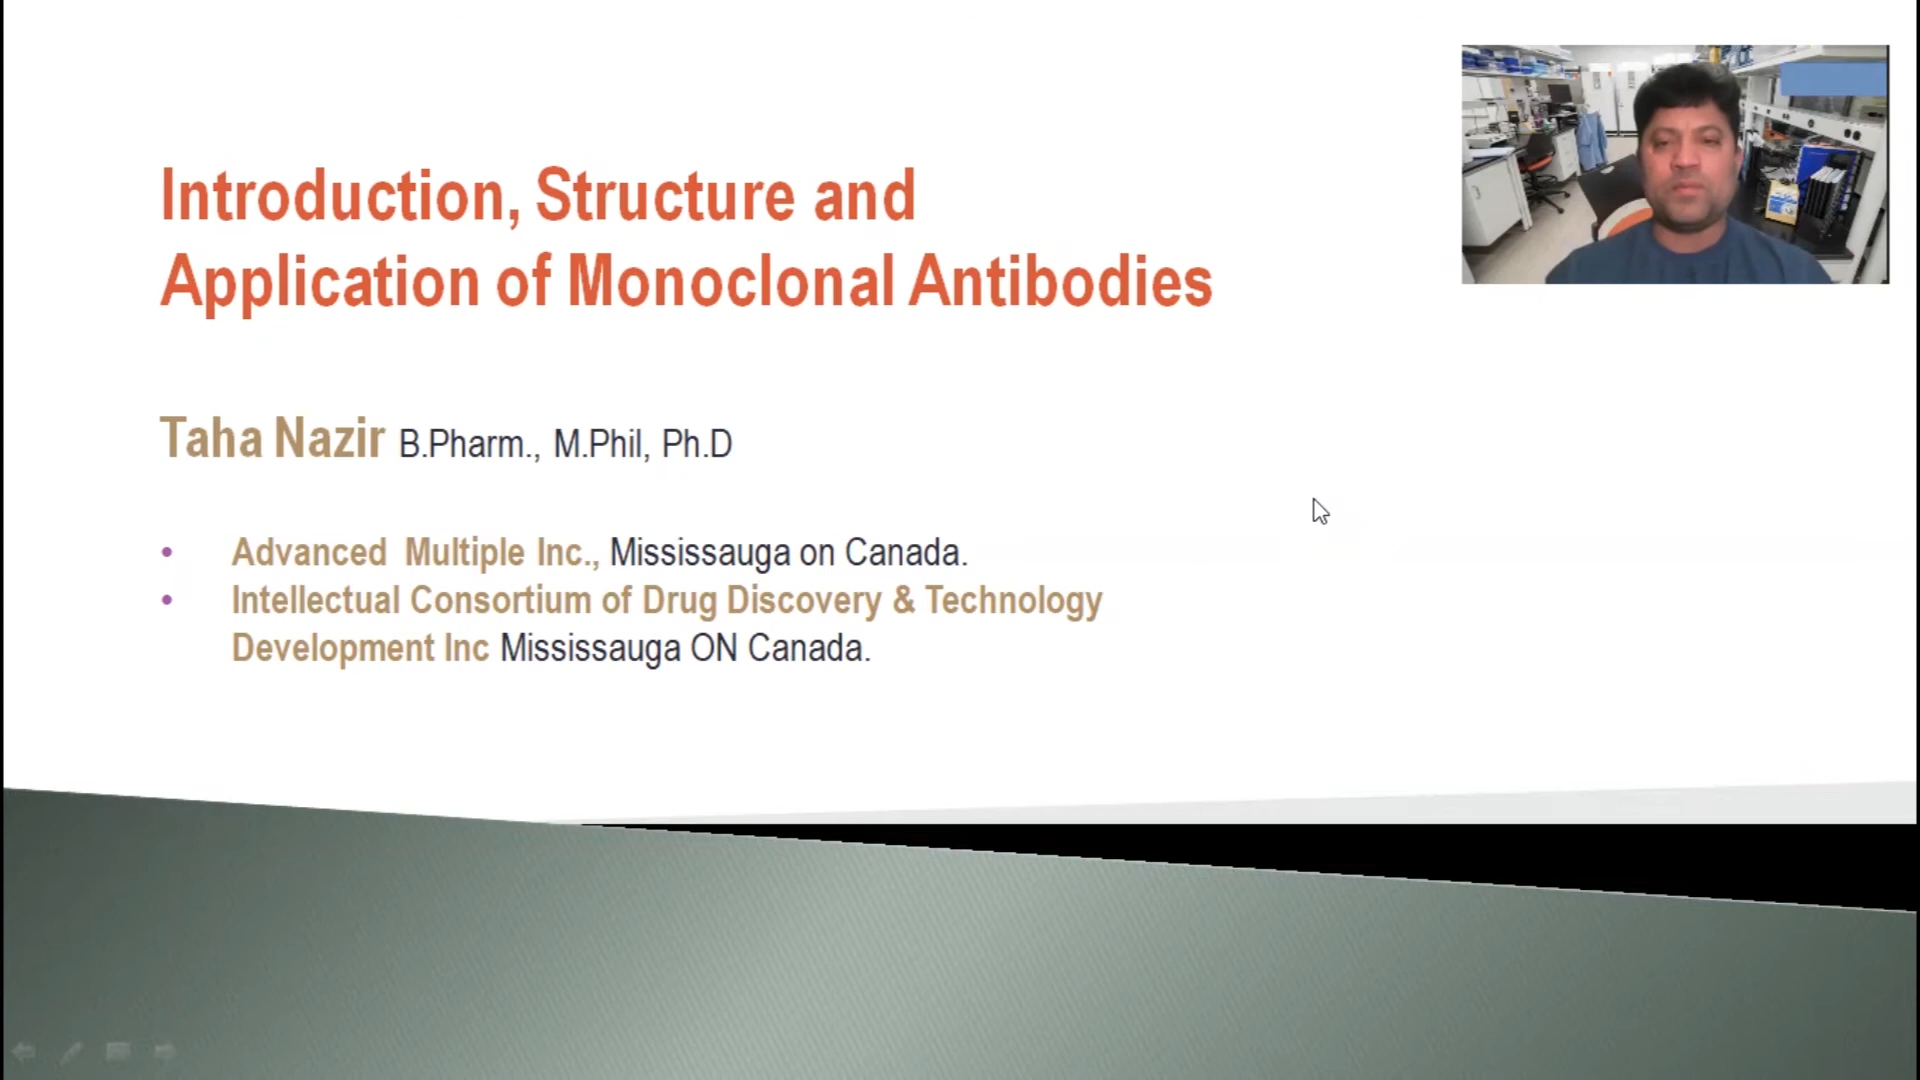 Introduction, Structure and
Application of Monoclonal Antibodies
Taha Nazir B.Pharm., M.Phil, Ph.D
• Advanced Multiple Inc., Mississauga on Canada.
• Intellectual Consortium of Drug Discovery & Technology
Development Inc Mississauga ON Canada.